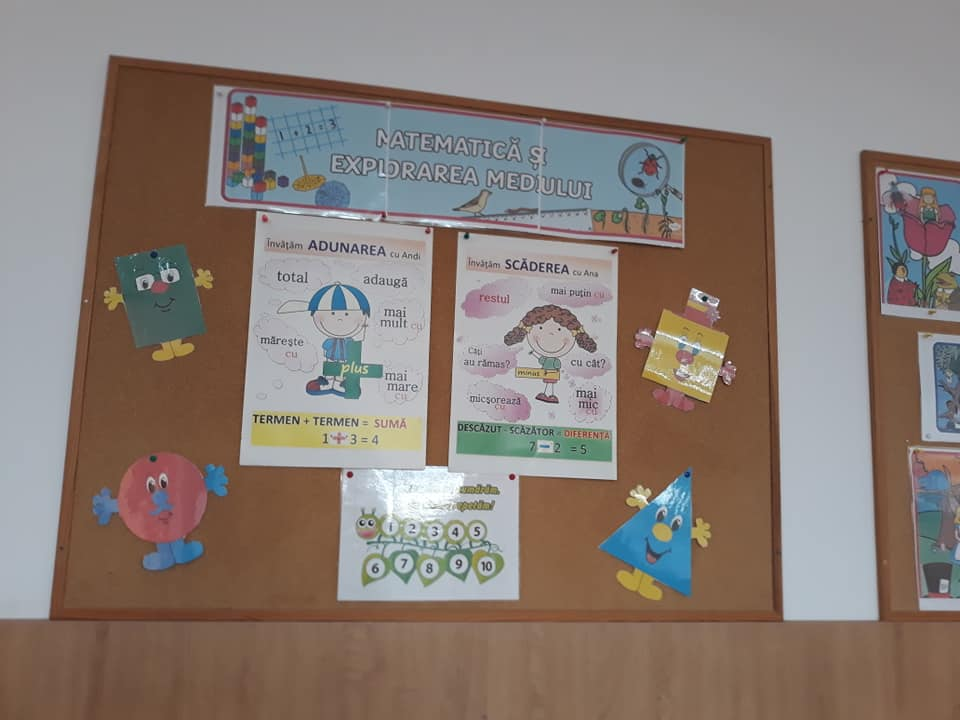 1 + 2 = 3
MATEMATICĂ ȘI
EXPLORAREA MEDIULUI
Învățăm ADUNAREA cu Andi
total
adaugă
mai
mult cu
mărește
cu
plus
mai
mare cu
TERMEN + TERMEN = SUMĂ
1 + 3 = 4
Învățăm SCĂDEREA cu Ana
restul
mai puțin cu
Câți
au rămas?
cu cât?
minus
micșorează
cu
mai
mic
cu
DESCĂZUT - SCĂZĂTOR = DIFERENȚA
7 - 2 = 5
numărăm,
repetăm!
1 2 3 4 5
6 7 8 9 10